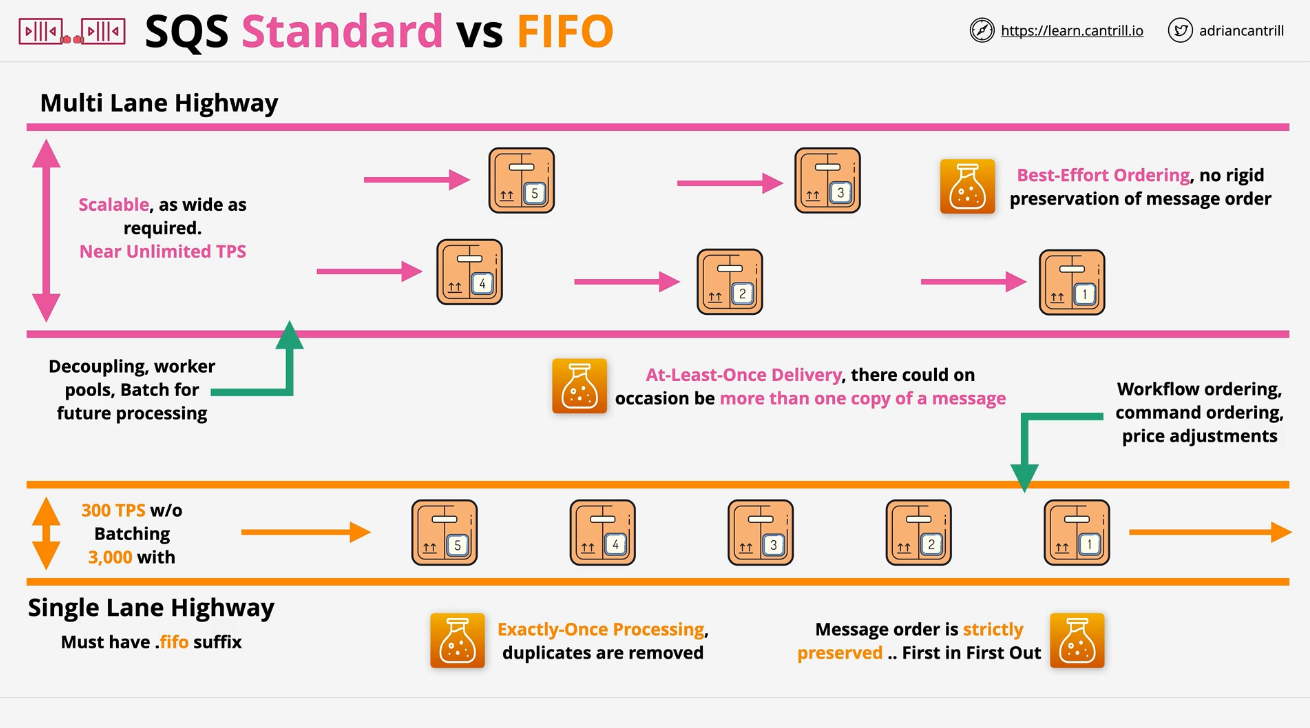 SQS Standard vs FIFO
https://learn.cantrill.io
adriancantrill
Multi Lane Highway
5
3
Best-Effort Ordering, no rigid
preservation of message order
Scalable, as wide as
required.
Near Unlimited TPS
4
2
1
Decoupling, worker
pools, Batch for
future processing
At-Least-Once Delivery, there could on
occasion be more than one copy of a message
Workflow ordering,
command ordering,
price adjustments
300 TPS w/o
Batching
3,000 with
5
4
3
2
1
Single Lane Highway
Must have .fifo suffix
Exactly-Once Processing,
duplicates are removed
Message order is strictly
preserved .. First in First Out